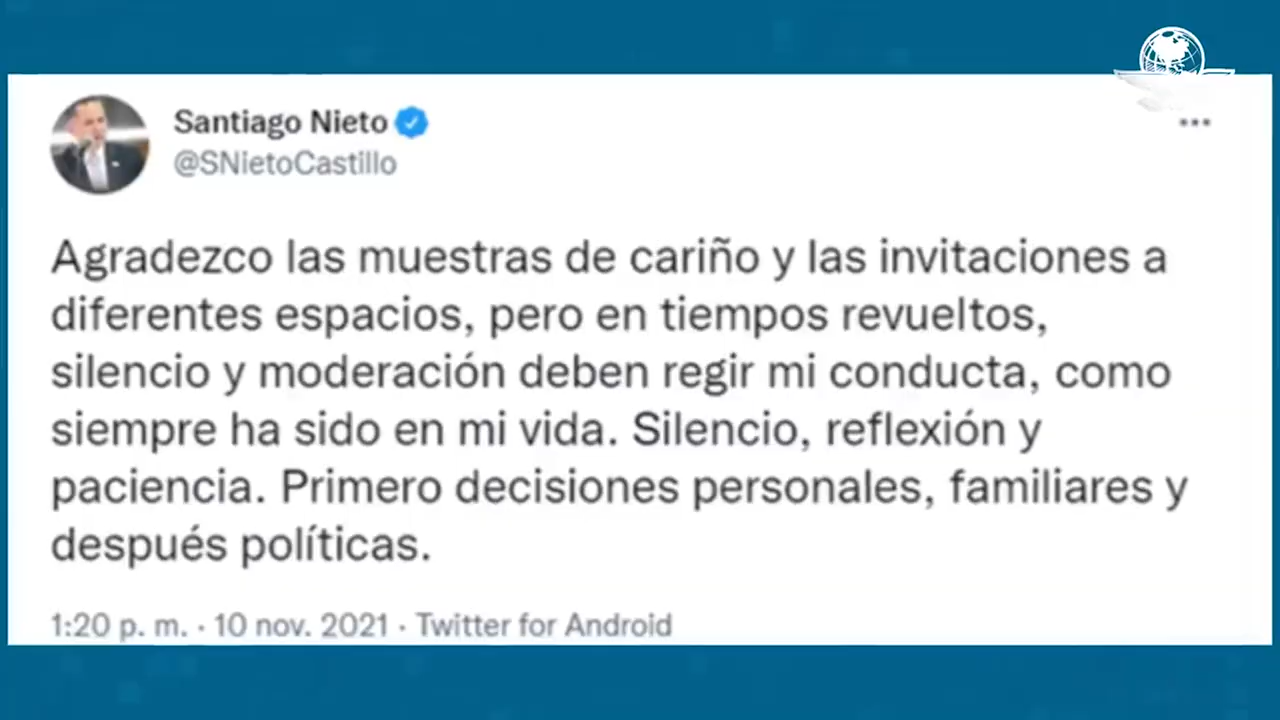 Santiago Nieto
@SNietoCastillo
Agradezco las muestras de cariño y las invitaciones a
diferentes espacios, pero en tiempos revueltos,
silencio y moderación deben regir mi conducta, como
siempre ha sido en mi vida. Silencio, reflexión y
paciencia. Primero decisiones personales, familiares y
después políticas.
1:20 p. m. · 10 nov. 2021 · Twitter for Android